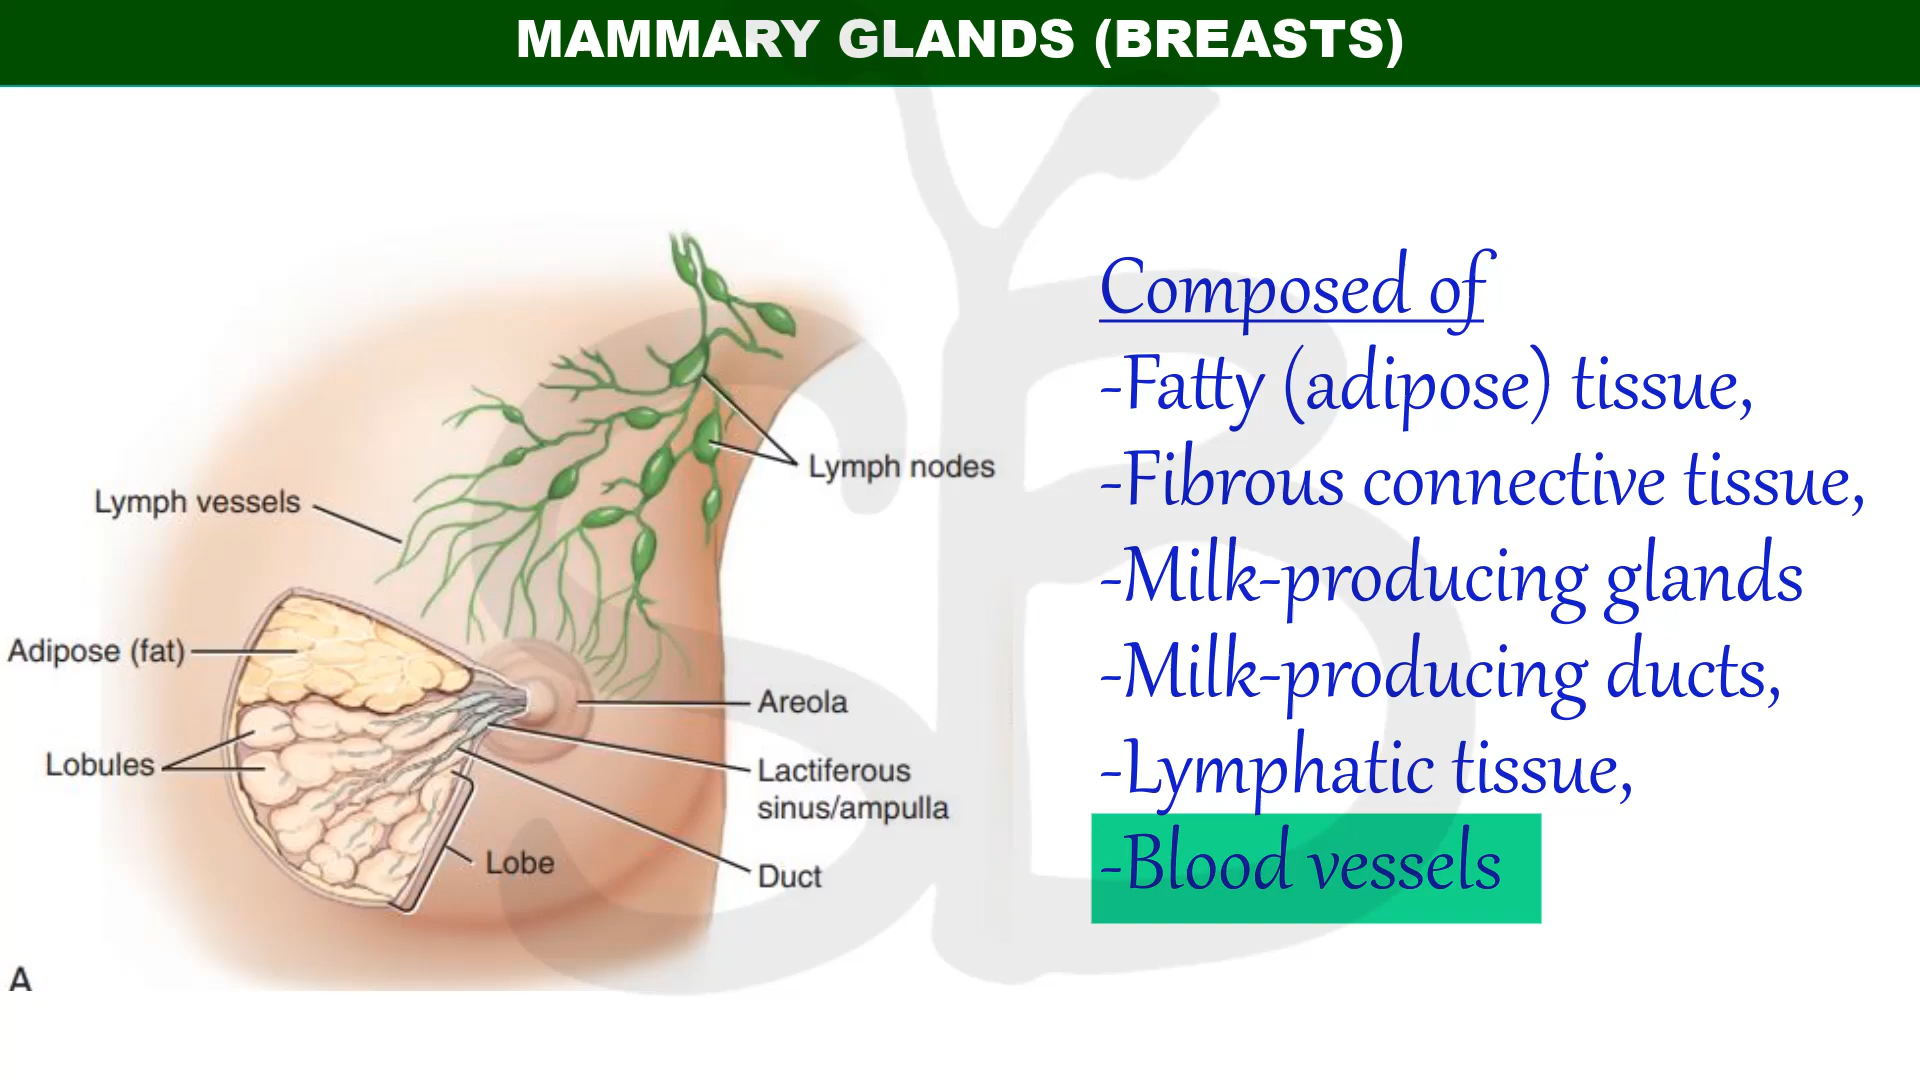 MAMMARY GLANDS (BREASTS)
Lymph nodes
Lymph vessels
Adipose (fat)
Areola
Lobules
Lactiferous
sinus/ampulla
Lobe
Duct
A
Composed of
-Fatty (adipose) tissue,
-Fibrous connective tissue,
-Milk-producing glands
-Milk-producing ducts,
-Lymphatic tissue,
-Blood vessels
SB